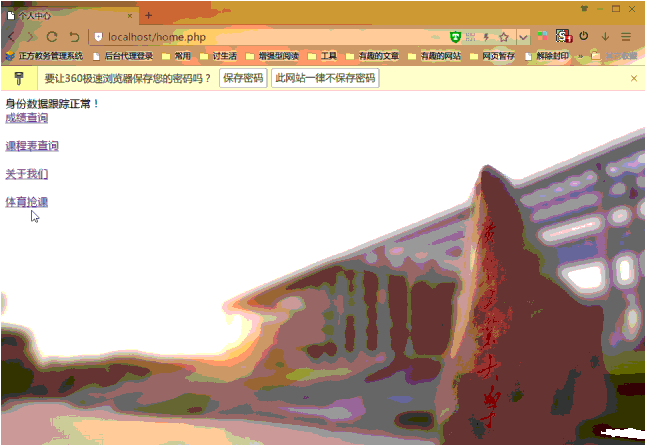 个人中心
localhost/home.php
正方教务管理系统 后台代理登录 常用 讨生活 增强型阅读 工具 有趣的文章 有趣的网站 网页暂存 解除封印 »
要让360极速浏览器保存您的密码吗？ 保存密码 此网站一律不保存密码
身份数据跟踪正常！
成绩查询
课程表查询
关于我们
体育抢课